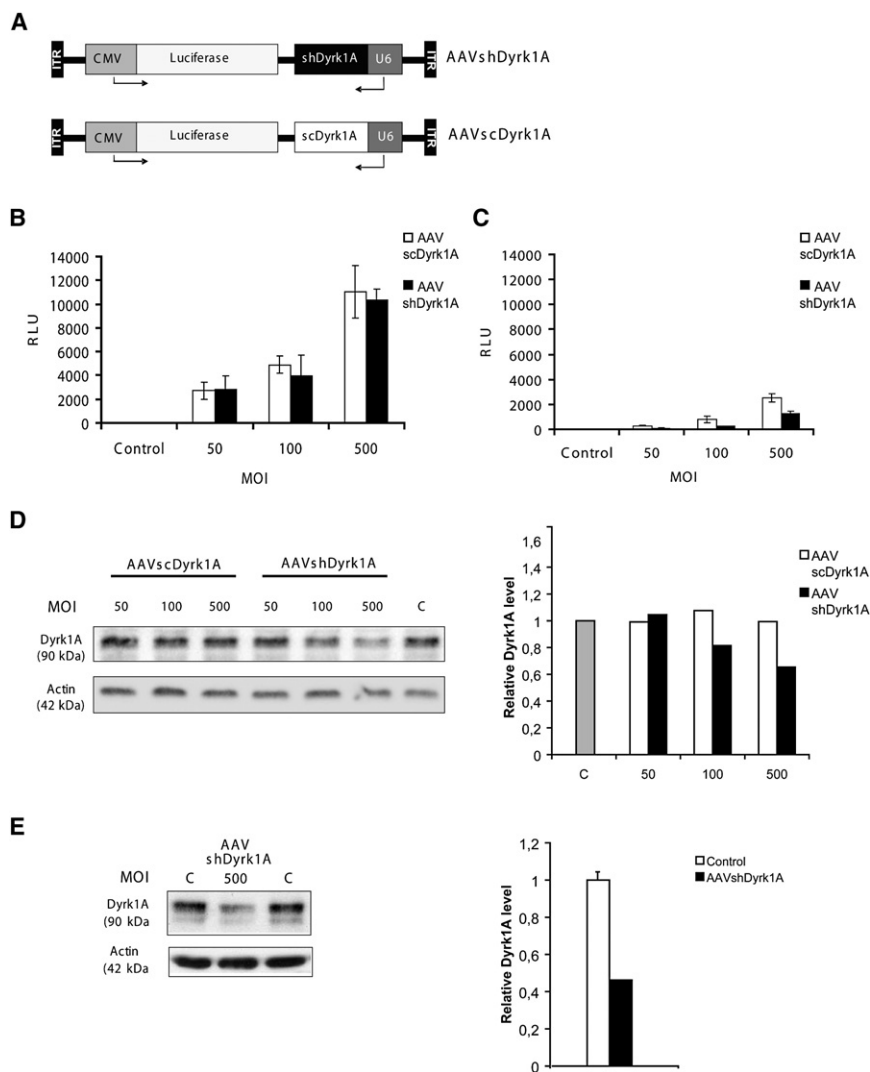 A
ITR
CMV
Luciferase
shDyrk1A
U6
ITR
AAVshDyrk1A
ITR
CMV
Luciferase
scDyrk1A
U6
ITR
AAVscDyrk1A
B
RLU
14000
12000
10000
8000
6000
4000
2000
0
Control
50
100
500
MOI
AAV
scDyrk1A
AAV
shDyrk1A
C
RLU
14000
12000
10000
8000
6000
4000
2000
0
Control
50
100
500
MOI
AAV
scDyrk1A
AAV
shDyrk1A
D
AAVscDyrk1A
AAVshDyrk1A
MOI
50
100
500
50
100
500
C
Dyrk1A
(90 kDa)
Actin
(42 kDa)
Relative Dyrk1A level
1,6
1,4
1,2
1
0,8
0,6
0,4
0,2
0
C
50
100
500
AAV
scDyrk1A
AAV
shDyrk1A
E
AAV
shDyrk1A
MOI
C
500
C
Dyrk1A
(90 kDa
Actin
(42 kDa
Relative Dyrk1A level
1,2
1
0,8
0,6
0,4
0,2
0
Control
AAVshDyrk1A